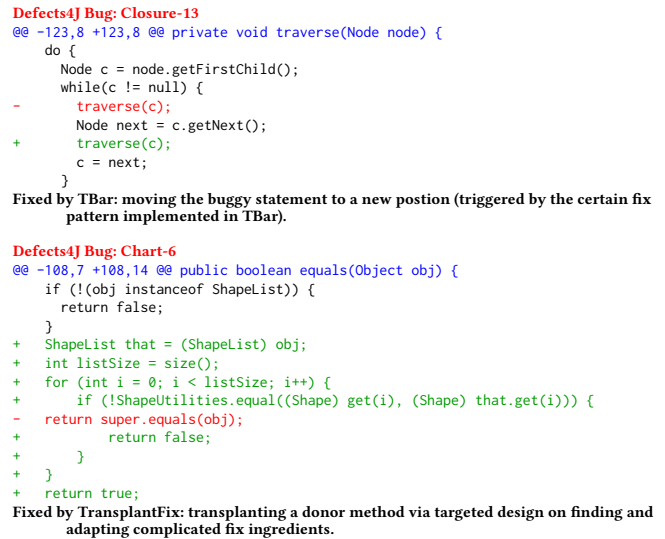 Defects4J Bug: Closure-13
@@ -123,8 +123,8 @@ private void traverse(Node node) {
    do {
      Node c = node.getFirstChild();
      while(c != null) {
-       traverse(c);
        Node next = c.getNext();
+       traverse(c);
        c = next;
      }
Fixed by TBar: moving the buggy statement to a new postion (triggered by the certain fix
pattern implemented in TBar).
Defects4J Bug: Chart-6
@@ -108,7 +108,14 @@ public boolean equals(Object obj) {
    if (!(obj instanceof ShapeList)) {
      return false;
    }
+   ShapeList that = (ShapeList) obj;
+   int listSize = size();
+   for (int i = 0; i < listSize; i++) {
+       if (!ShapeUtilities.equal((Shape) get(i), (Shape) that.get(i))) {
-   return super.equals(obj);
+           return false;
+       }
+   }
+   return true;
Fixed by TransplantFix: transplanting a donor method via targeted design on finding and
adapting complicated fix ingredients.